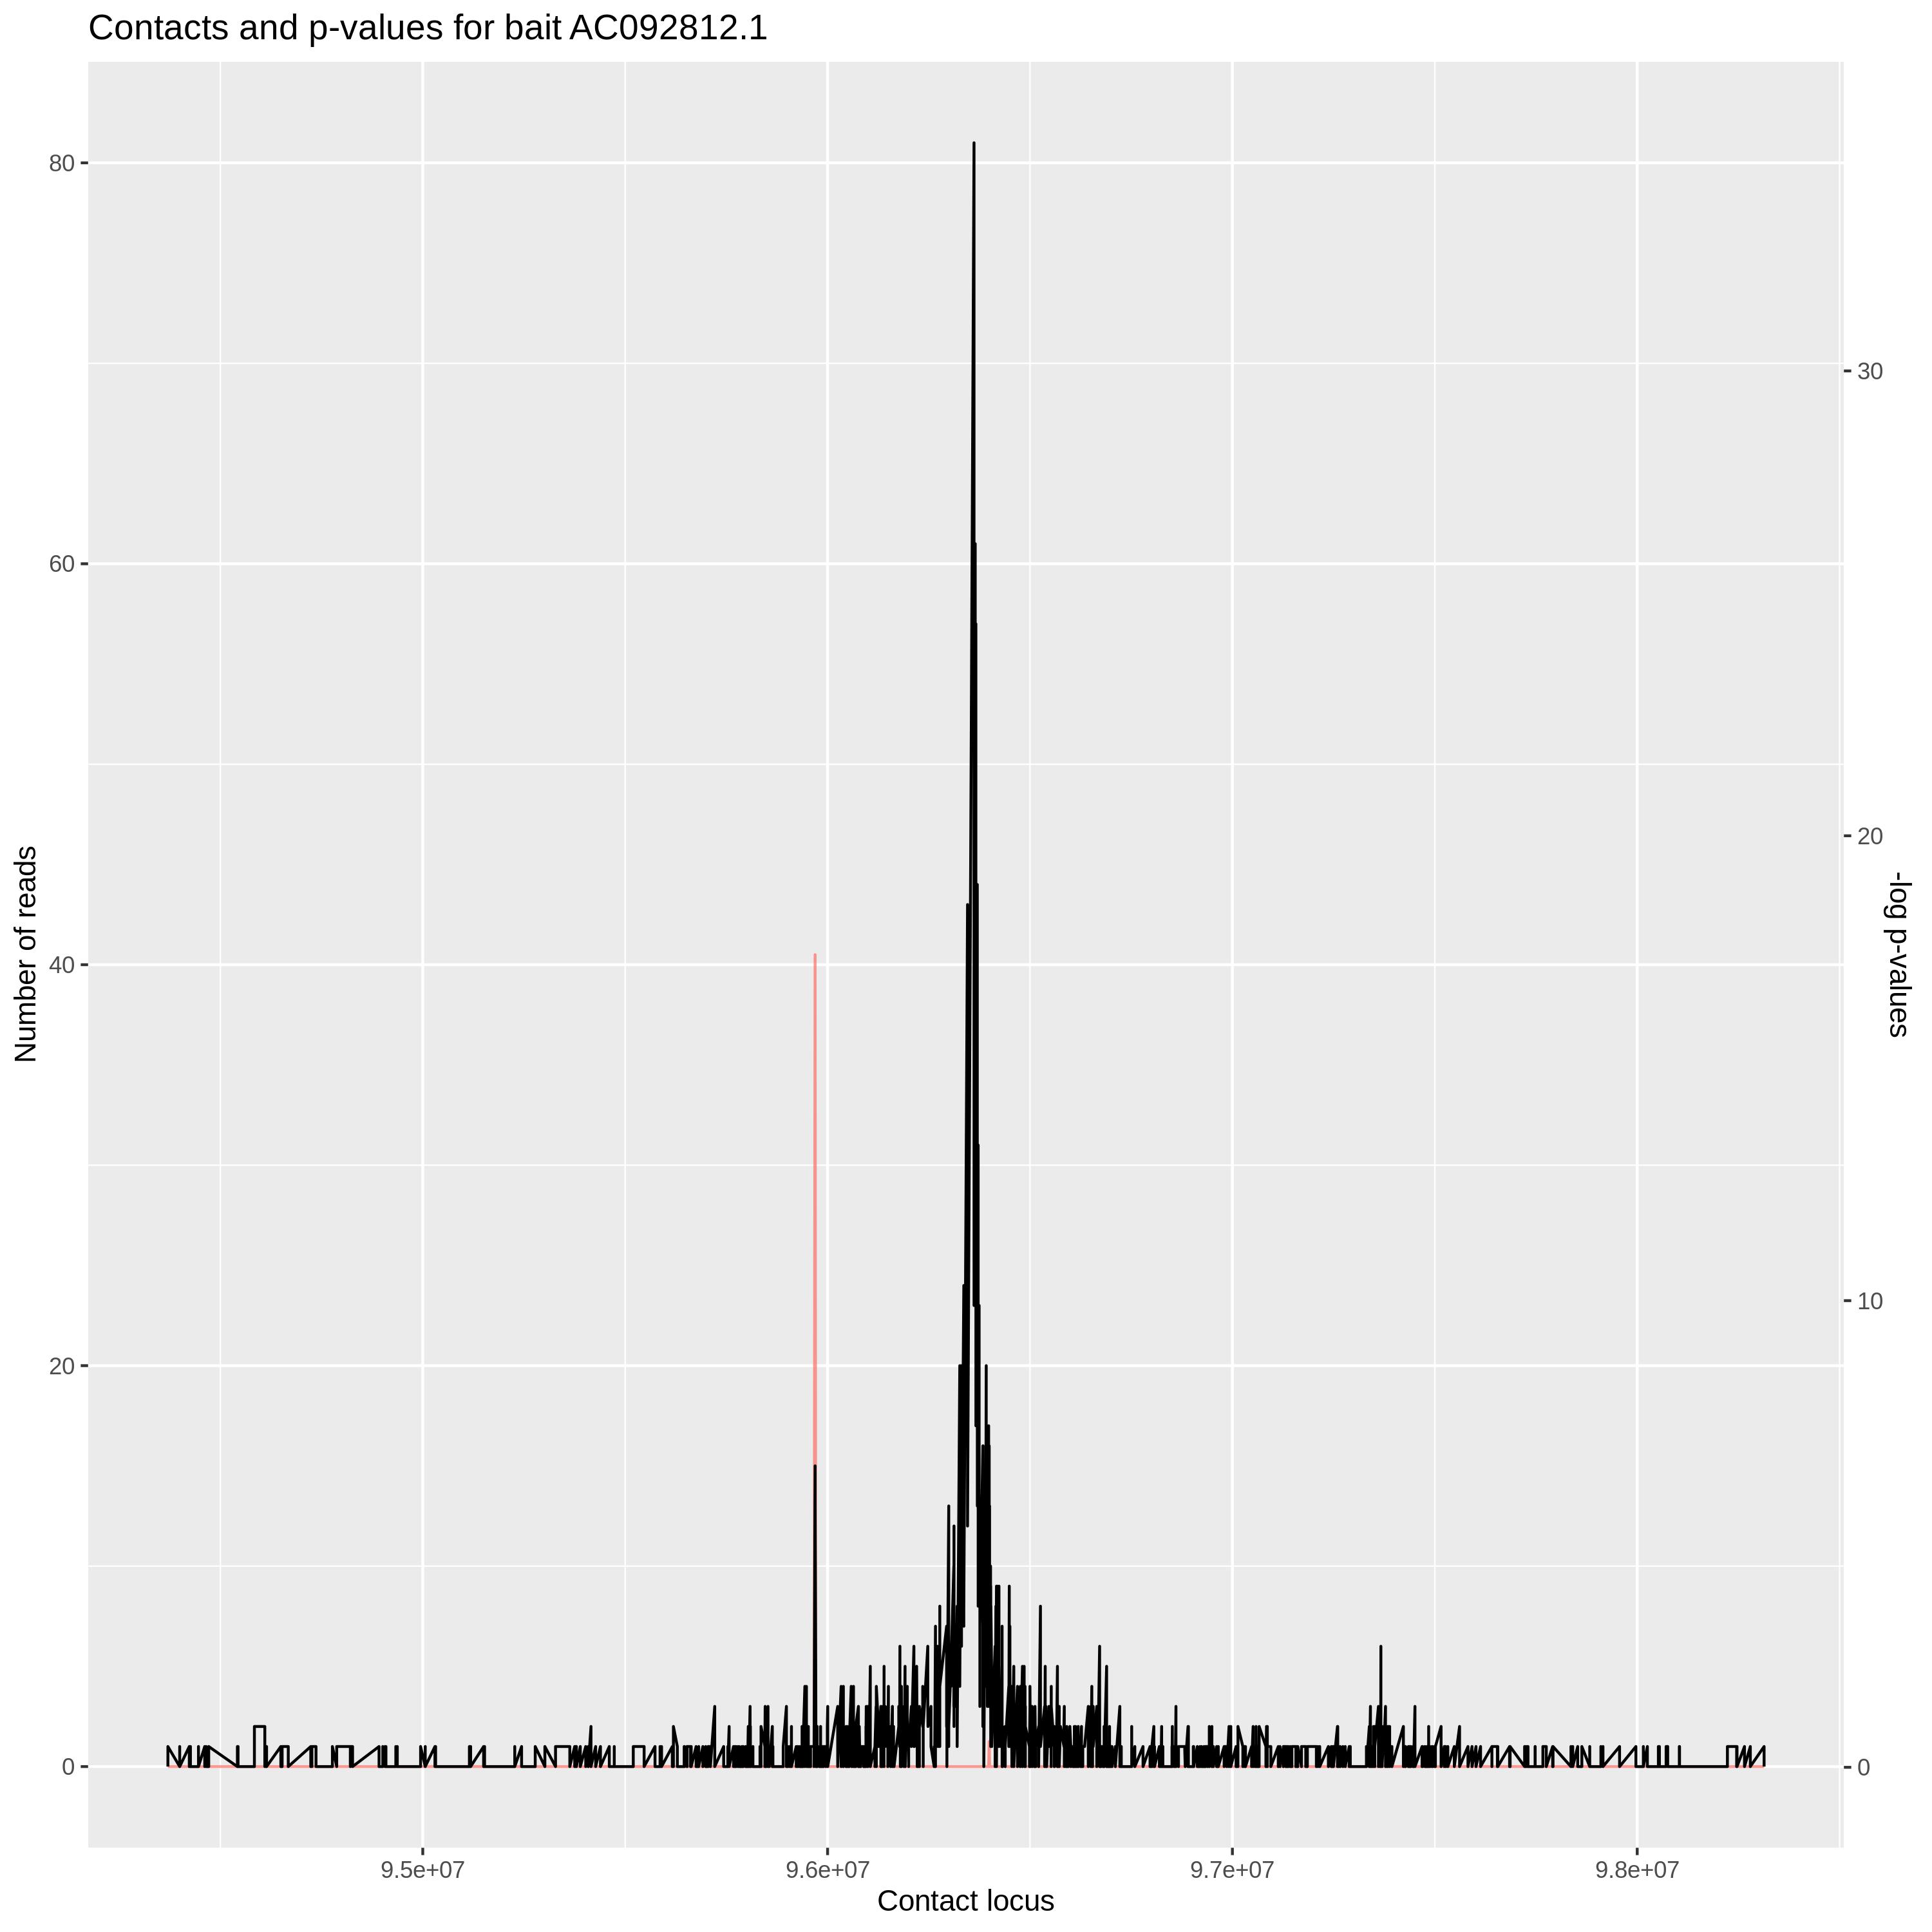 Contacts and p-values for bait AC092812.1
80
60
40
20
0
Number of reads
30
20
10
0
-log p-values
9.5e+07
9.6e+07
9.7e+07
9.8e+07
Contact locus